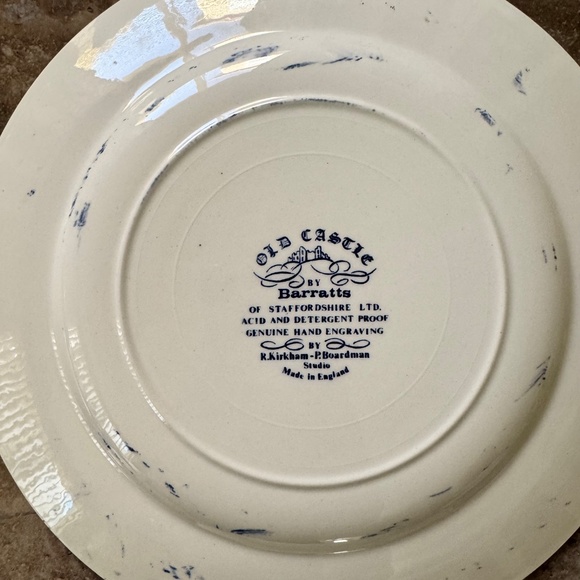 OLD CASTLE
BY
Barratts
OF STAFFORDSHIRE LTD.
ACID AND DETERGENT PROOF
GENUINE HAND ENGRAVING
BY
R.Kirkham-P.Boardman
Studio
Made in England